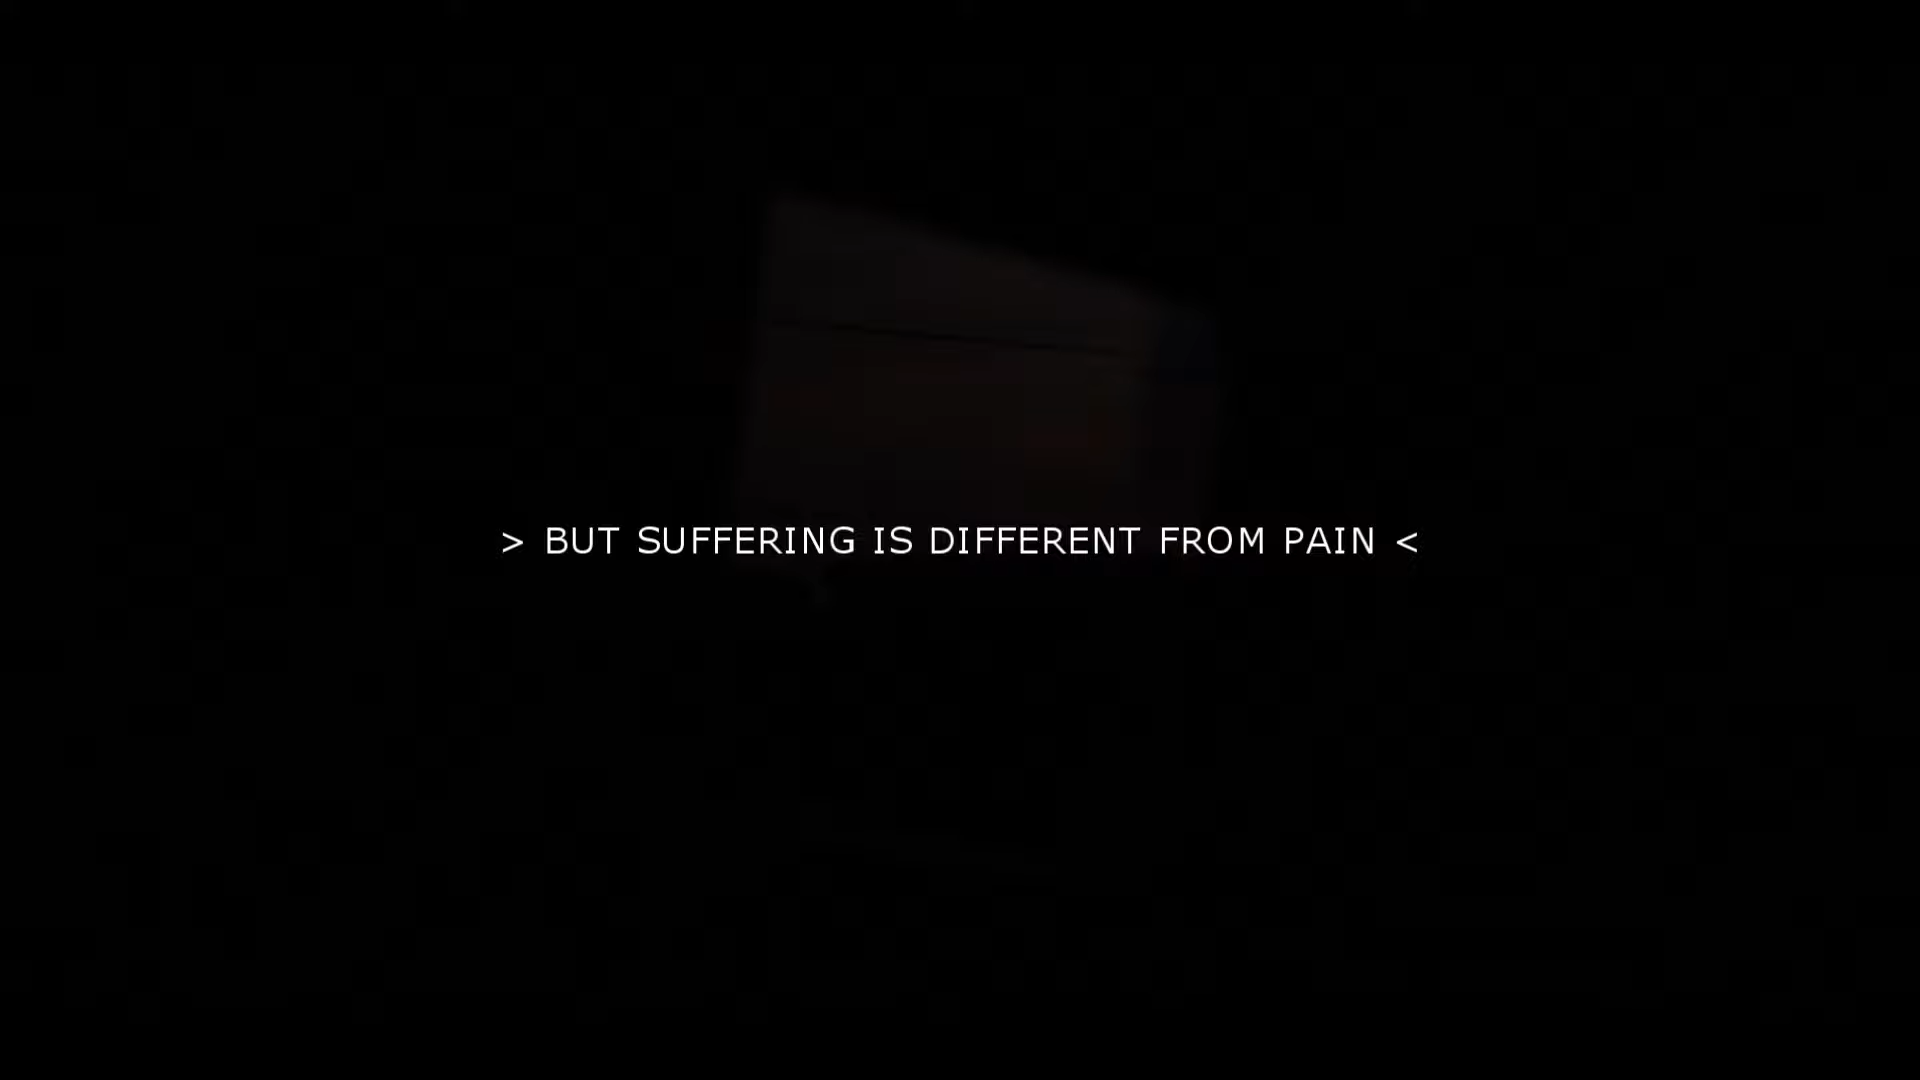 > BUT SUFFERING IS DIFFERENT FROM PAIN <